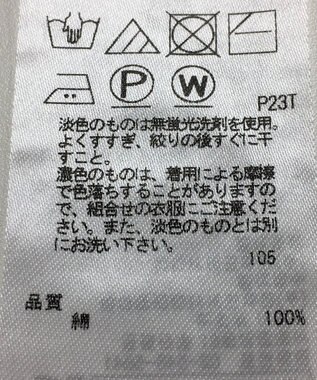 P
W
P23T
淡色のものは無蛍光洗剤を使用。
よくすすぎ、絞りの後すぐに干
すこと。
濃色のものは、着用による摩擦
で色落ちすることがありますの
で、組合せの衣服にご注意くだ
さい。また、淡色のものとは別
にお洗い下さい。
105
品質
綿 100%